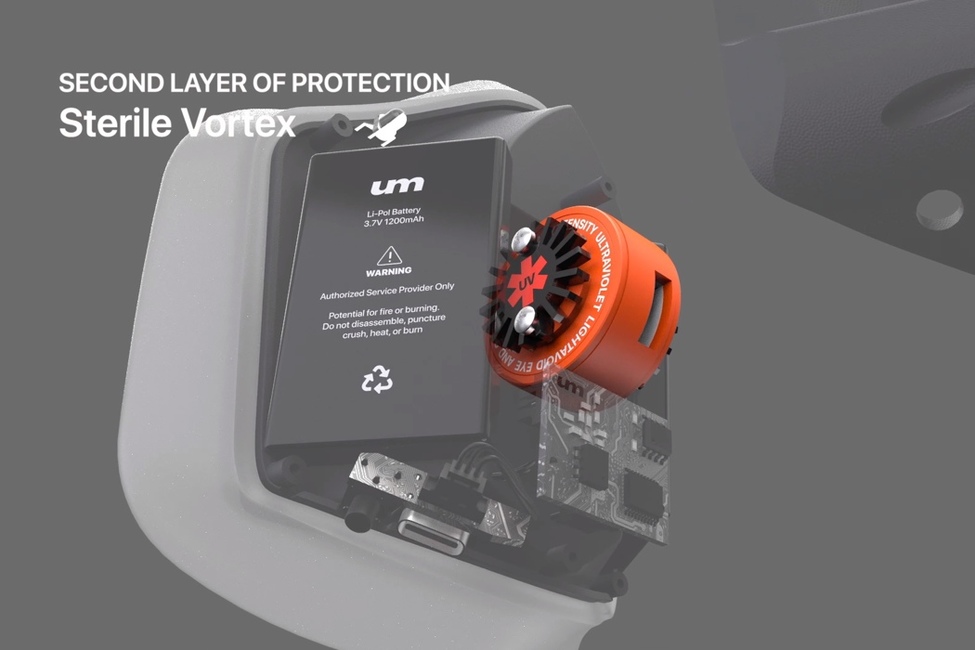 SECOND LAYER OF PROTECTION
Sterile Vortex
um
Li-Pol Battery
3.7V 1200mAh
WARNING
Authorized Service Provider Only
Potential for fire or burning.
Do not disassemble, puncture
crush, heat, or burn
UV
ULTRAVIOLET LIGHT
AVOID EYE AND
um